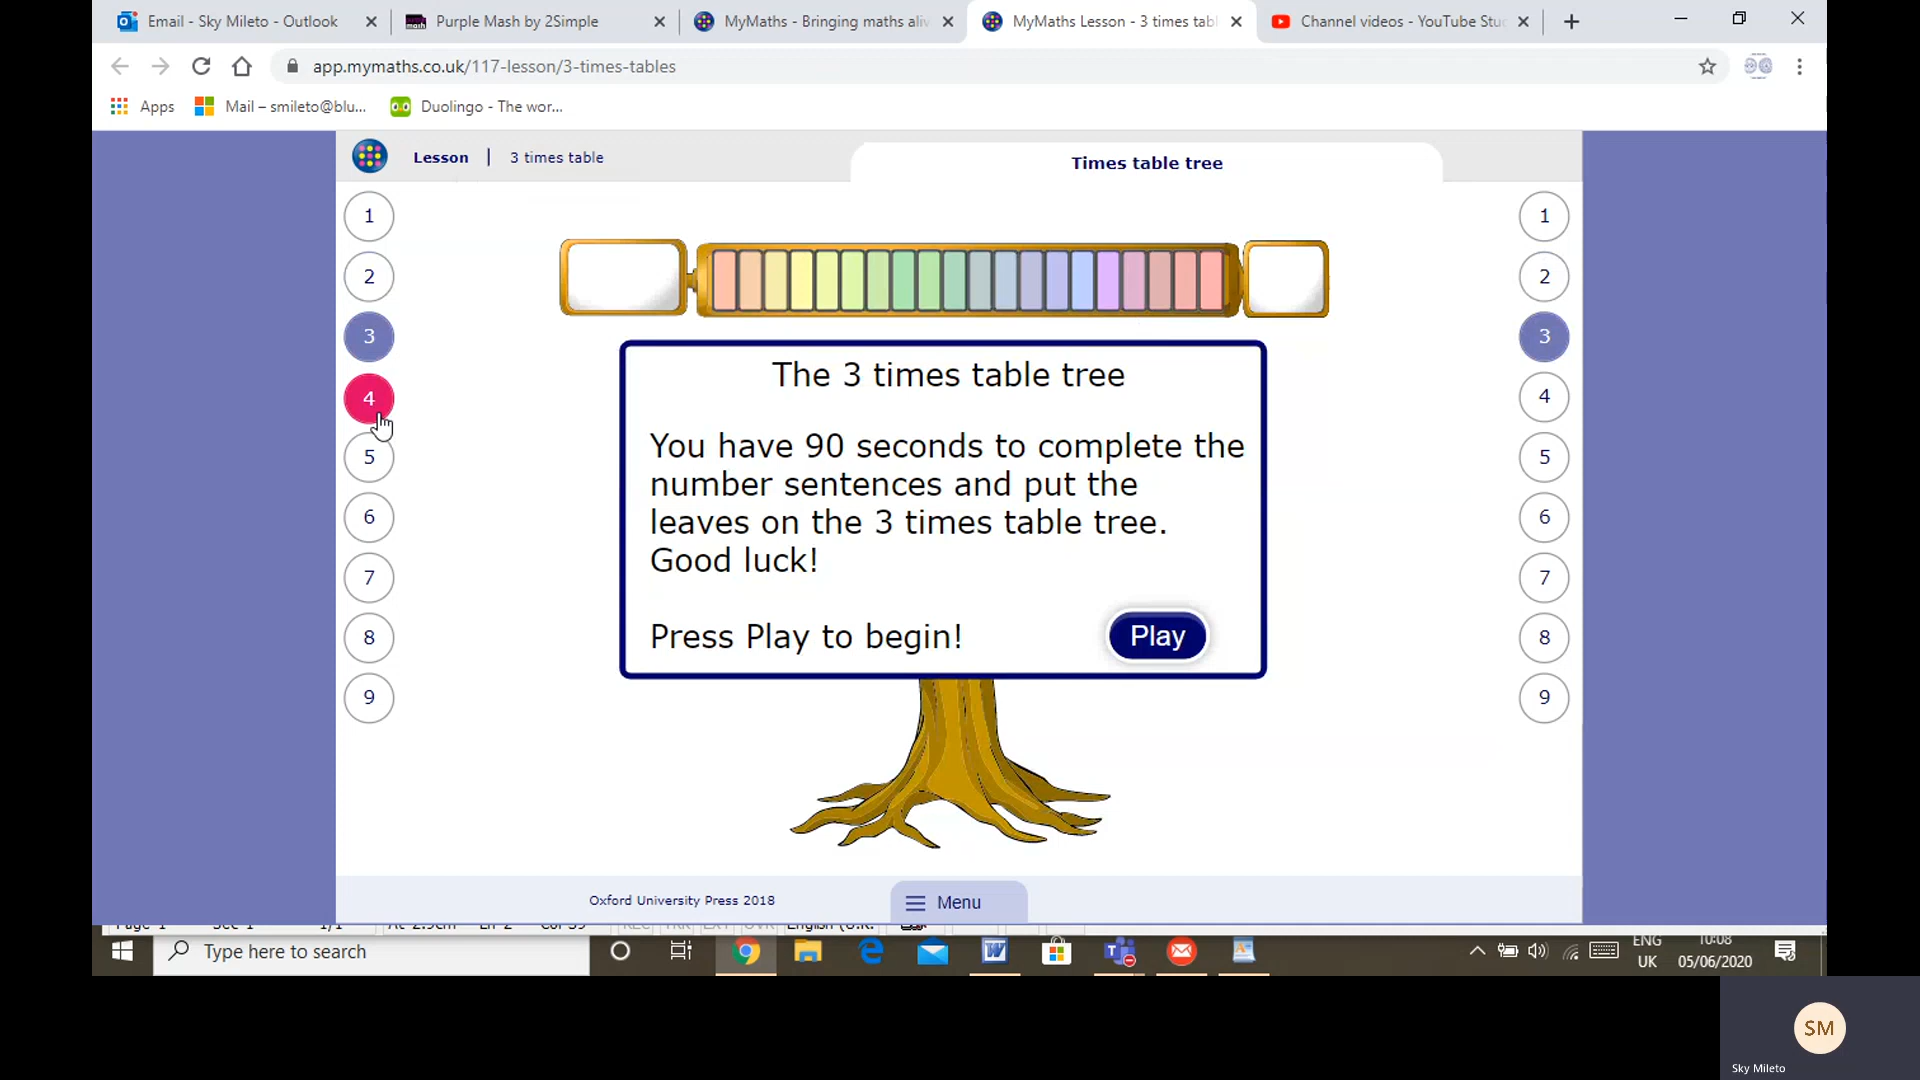 Email - Sky Mileto - Outlook
Purple Mash by 2Simple
MyMaths - Bringing maths aliv
MyMaths Lesson - 3 times tabl
Channel videos - YouTube Stu
app.mymaths.co.uk/117-lesson/3-times-tables
Apps
Mail – smileto@blu...
Duolingo - The wor...
Lesson | 3 times table
Times table tree
1
2
3
4
5
6
7
8
9
1
2
3
4
5
6
7
8
9
The 3 times table tree
You have 90 seconds to complete the
number sentences and put the
leaves on the 3 times table tree.
Good luck!
Press Play to begin!
Play
Oxford University Press 2018
Menu
Type here to search
ENG
UK
10:08
05/06/2020
SM
Sky Mileto